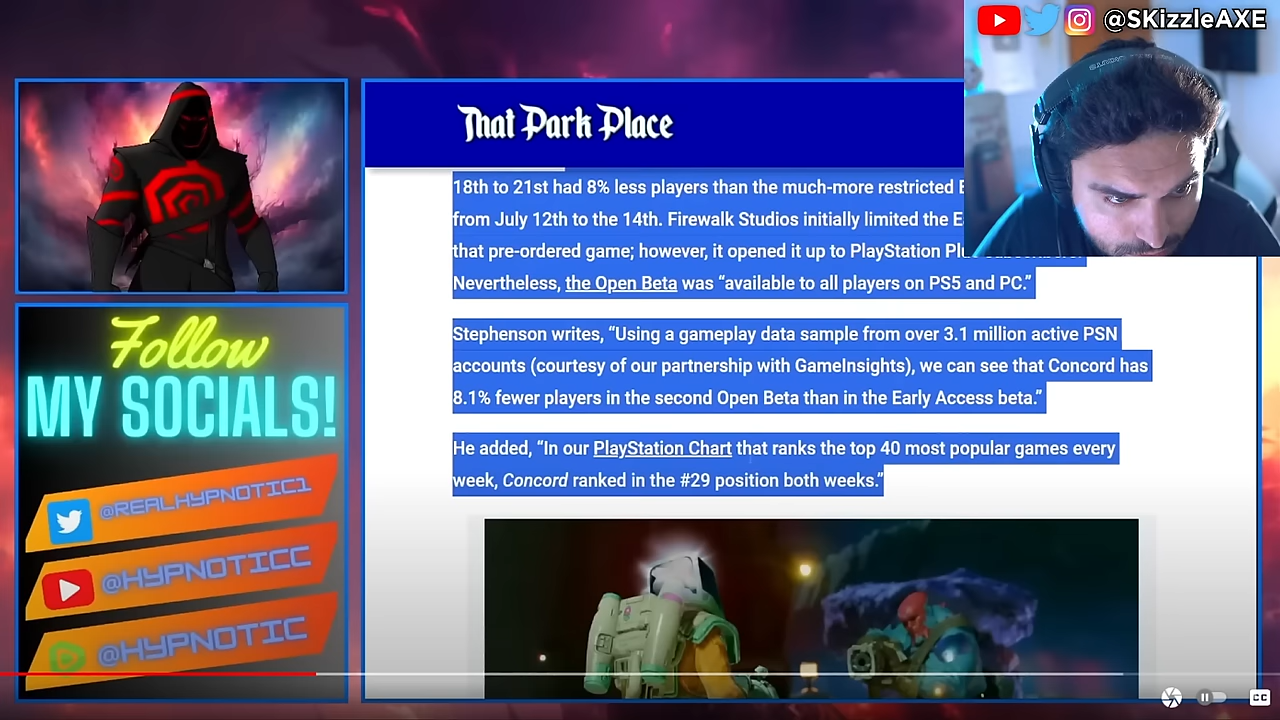 @SKizzleAXE
That Park Place
18th to 21st had 8% less players than the much-more restricted
from July 12th to the 14th. Firewalk Studios initially limited the
that pre-ordered game; however, it opened it up to PlayStation
Nevertheless, the Open Beta was “available to all players on PS5 and PC.”
Stephenson writes, “Using a gameplay data sample from over 3.1 million active PSN
accounts (courtesy of our partnership with GameInsights), we can see that Concord has
8.1% fewer players in the second Open Beta than in the Early Access beta.”
He added, “In our PlayStation Chart that ranks the top 40 most popular games every
week, Concord ranked in the #29 position both weeks.”
Follow
MY SOCIALS!
@REALHYPNOTIC1
@HYPNOTICC
@HYPNOTIC
CC